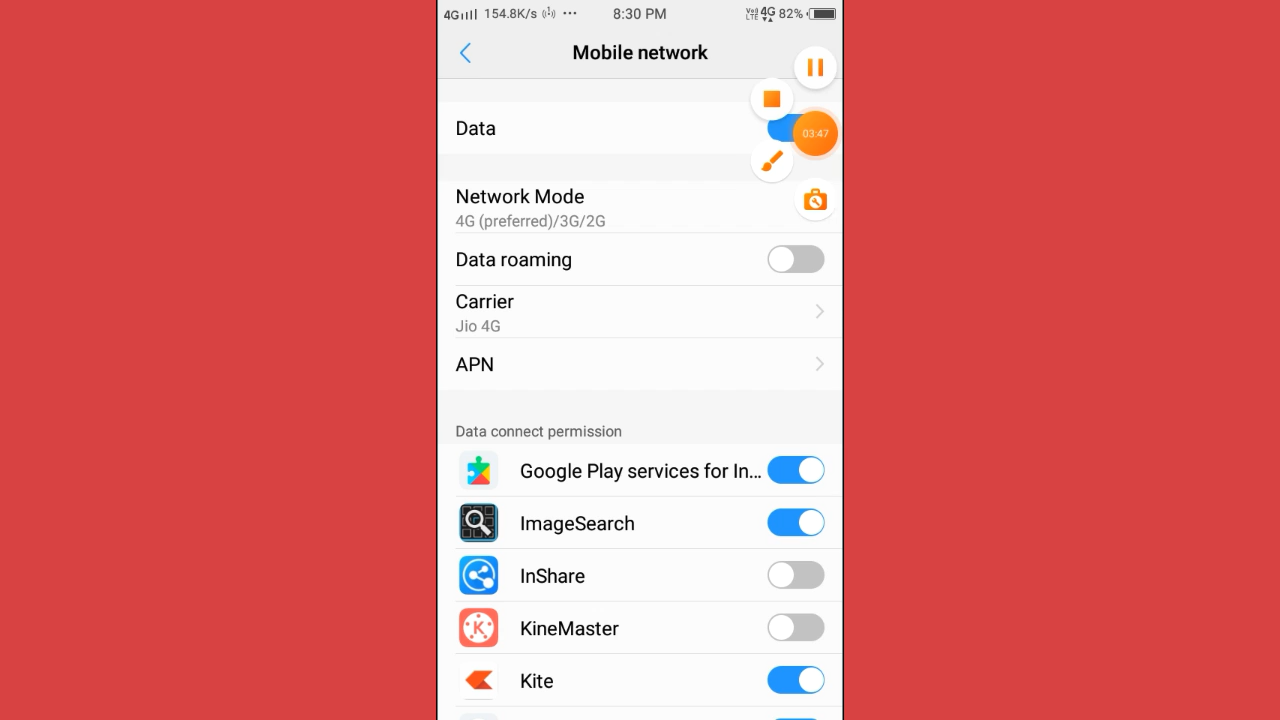 4G 154.8K/s ··· 8:30 PM VoLTE 4G 82%
Mobile network
Data
03:47
Network Mode
4G (preferred)/3G/2G
Data roaming
Carrier
Jio 4G
APN
Data connect permission
Google Play services for In...
ImageSearch
InShare
K
KineMaster
Kite